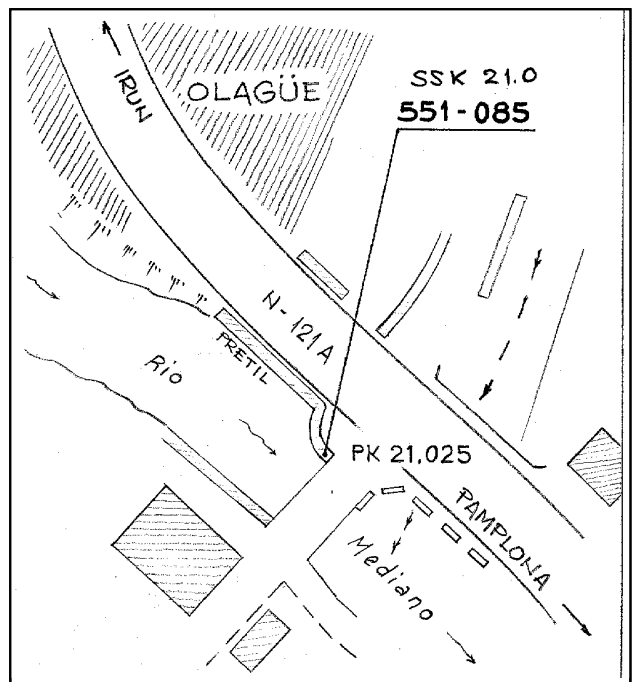 SSK 21.0
551-085
IRUN
OLAGÜE
N-121A
PRETIL
RIO
PK 21,025
PAMPLONA
Mediano